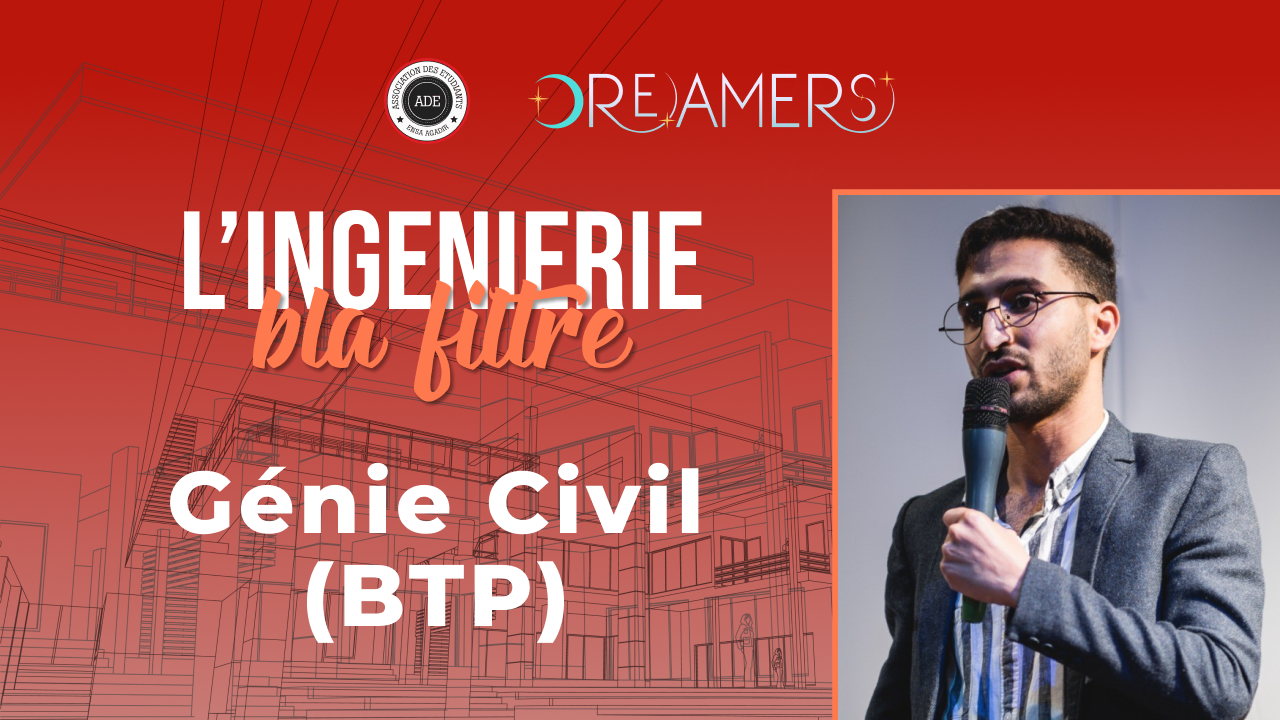 ASSOCIATION DES ETUDIANTS
ADE
ENSA AGADIR
DREAMERS
L'INGENIERIE
bla filtre
Génie Civil
(BTP)